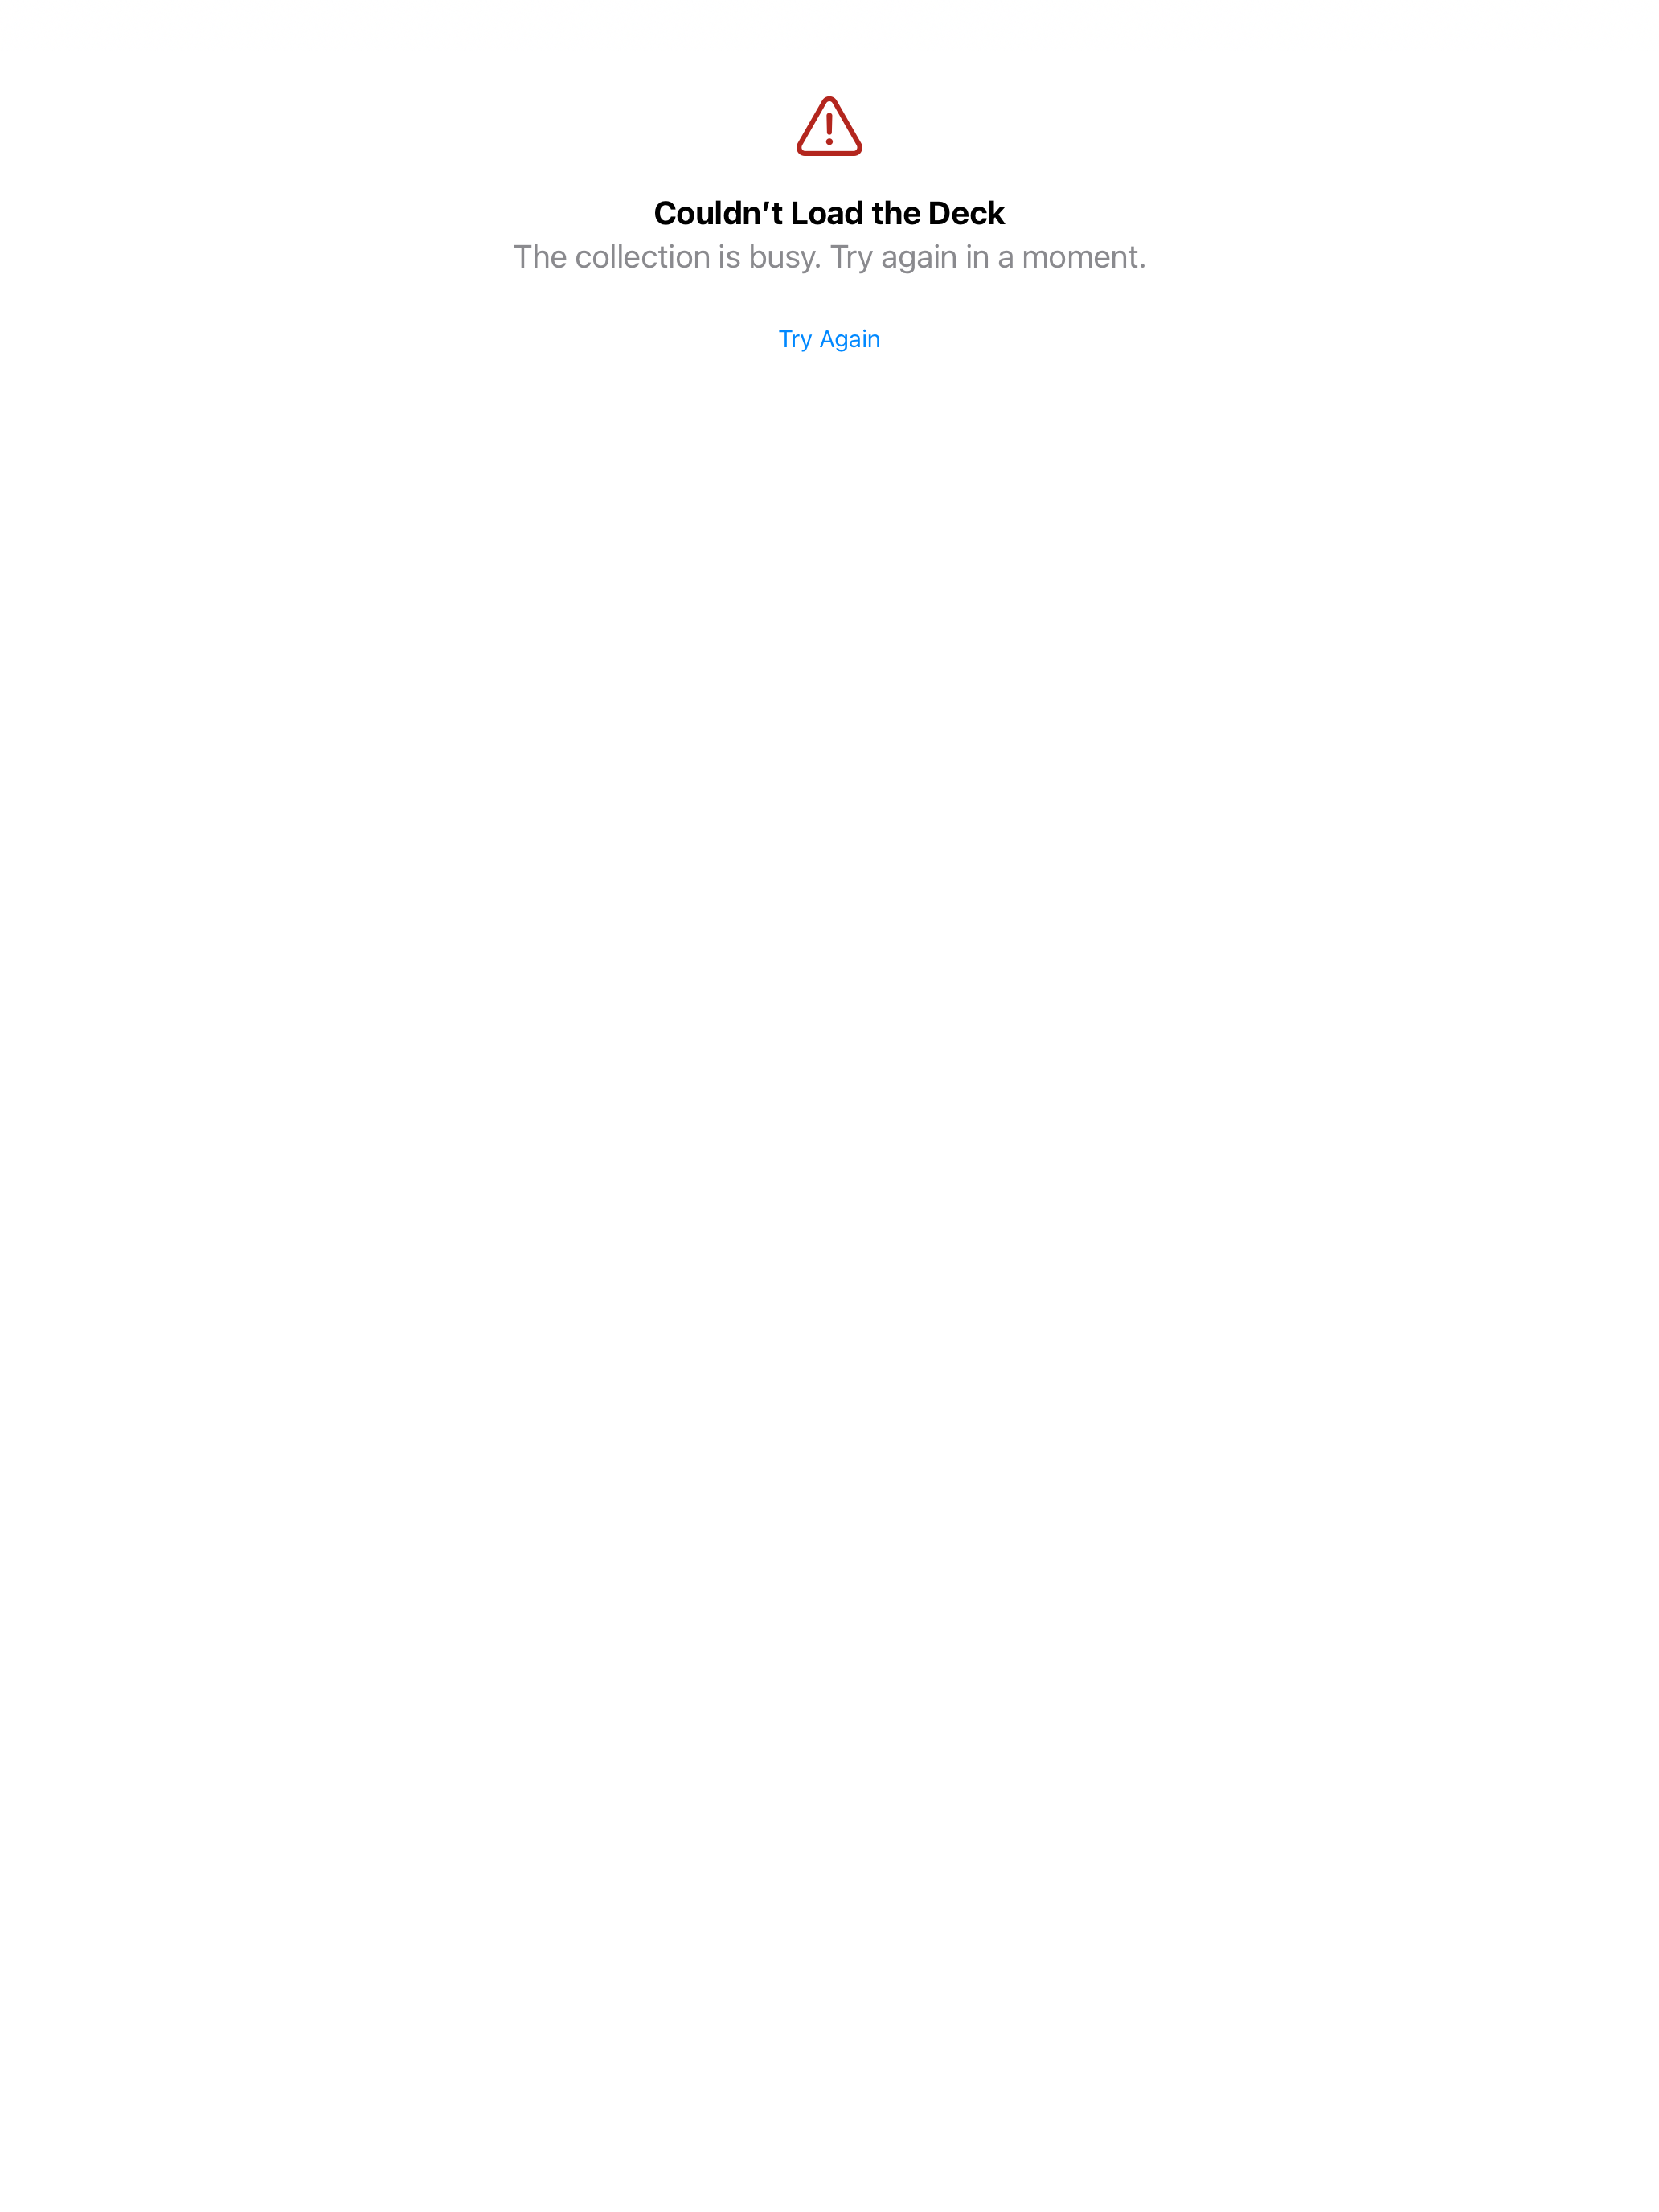 Couldn’t Load the Deck
The collection is busy. Try again in a moment.
Try Again